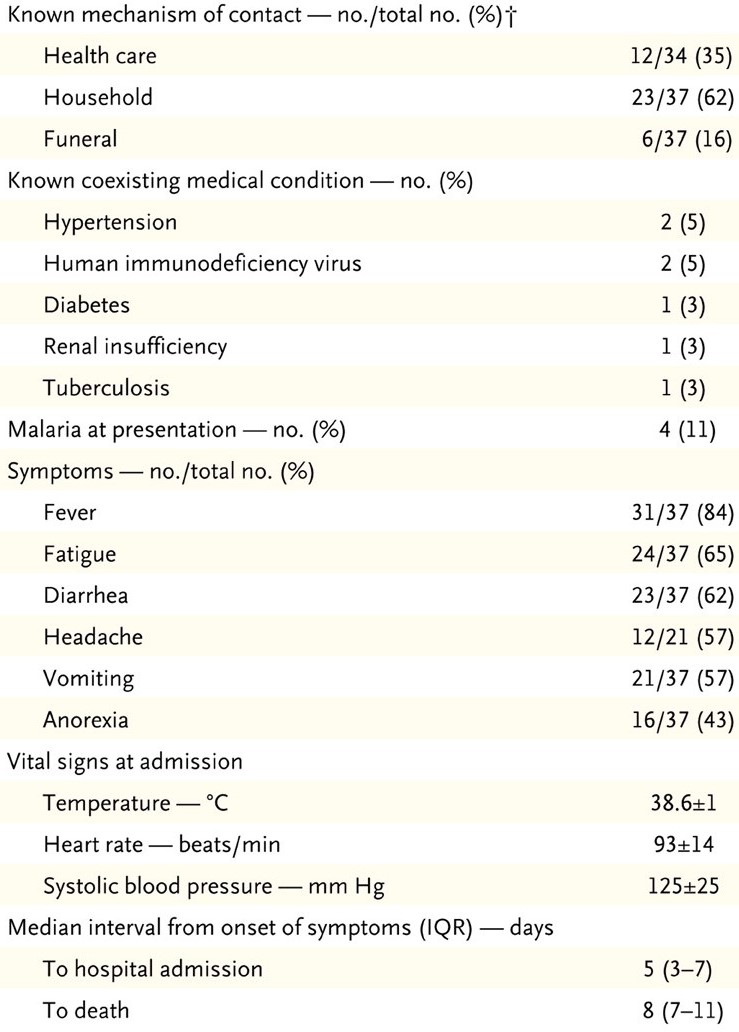 Known mechanism of contact — no./total no. (%)†
Health care 12/34 (35)
Household 23/37 (62)
Funeral 6/37 (16)
Known coexisting medical condition — no. (%)
Hypertension 2 (5)
Human immunodeficiency virus 2 (5)
Diabetes 1 (3)
Renal insufficiency 1 (3)
Tuberculosis 1 (3)
Malaria at presentation — no. (%) 4 (11)
Symptoms — no./total no. (%)
Fever 31/37 (84)
Fatigue 24/37 (65)
Diarrhea 23/37 (62)
Headache 12/21 (57)
Vomiting 21/37 (57)
Anorexia 16/37 (43)
Vital signs at admission
Temperature — °C 38.6±1
Heart rate — beats/min 93±14
Systolic blood pressure — mm Hg 125±25
Median interval from onset of symptoms (IQR) — days
To hospital admission 5 (3–7)
To death 8 (7–11)